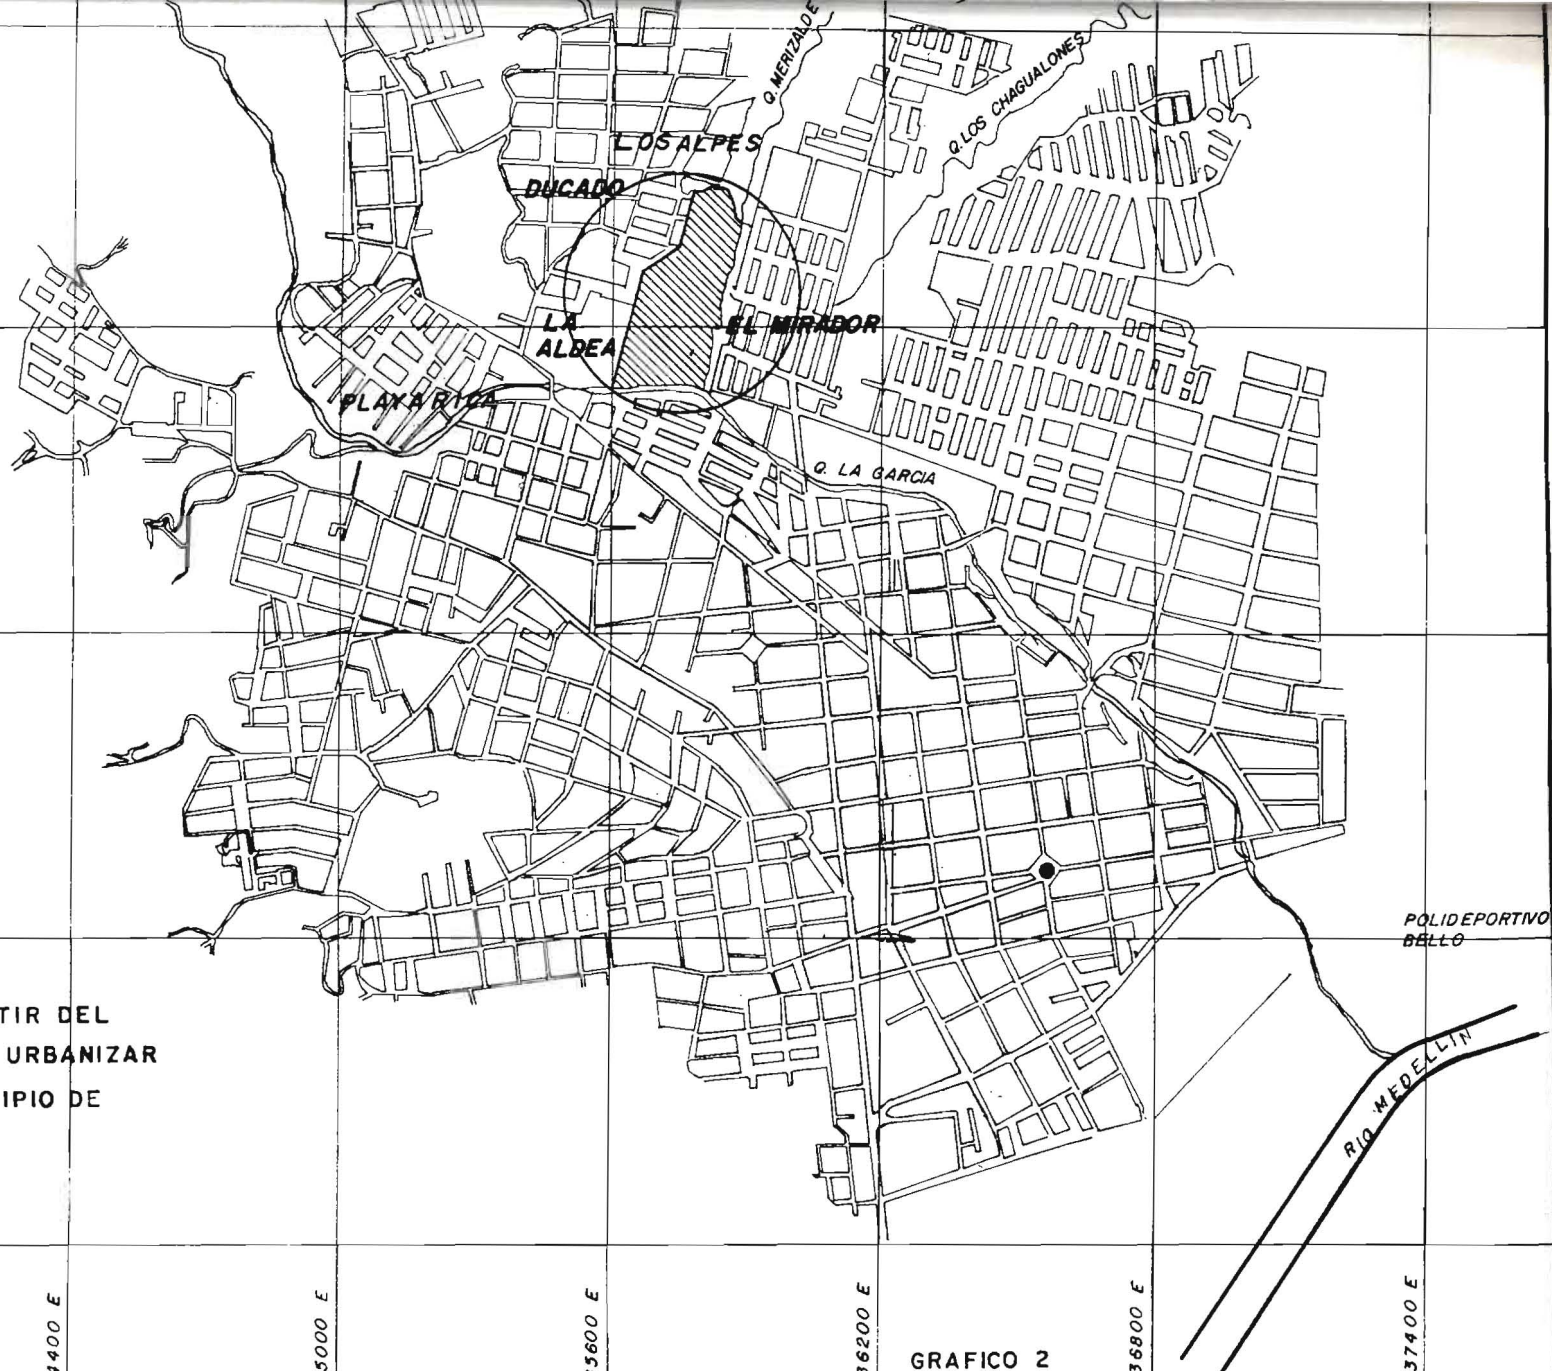 Q. MERIZALDE
Q. LOS CHAGUALONES
LOS ALPES
DUCADO
LA
ALDEA
EL MIRADOR
PLAYA RICA
Q. LA GARCIA
POLIDEPORTIVO
BELLO
TIR DEL
URBANIZAR
IPIO DE
RIO MEDELLIN
4400 E
5000 E
5600 E
36200 E
36800 E
37400 E
GRAFICO 2